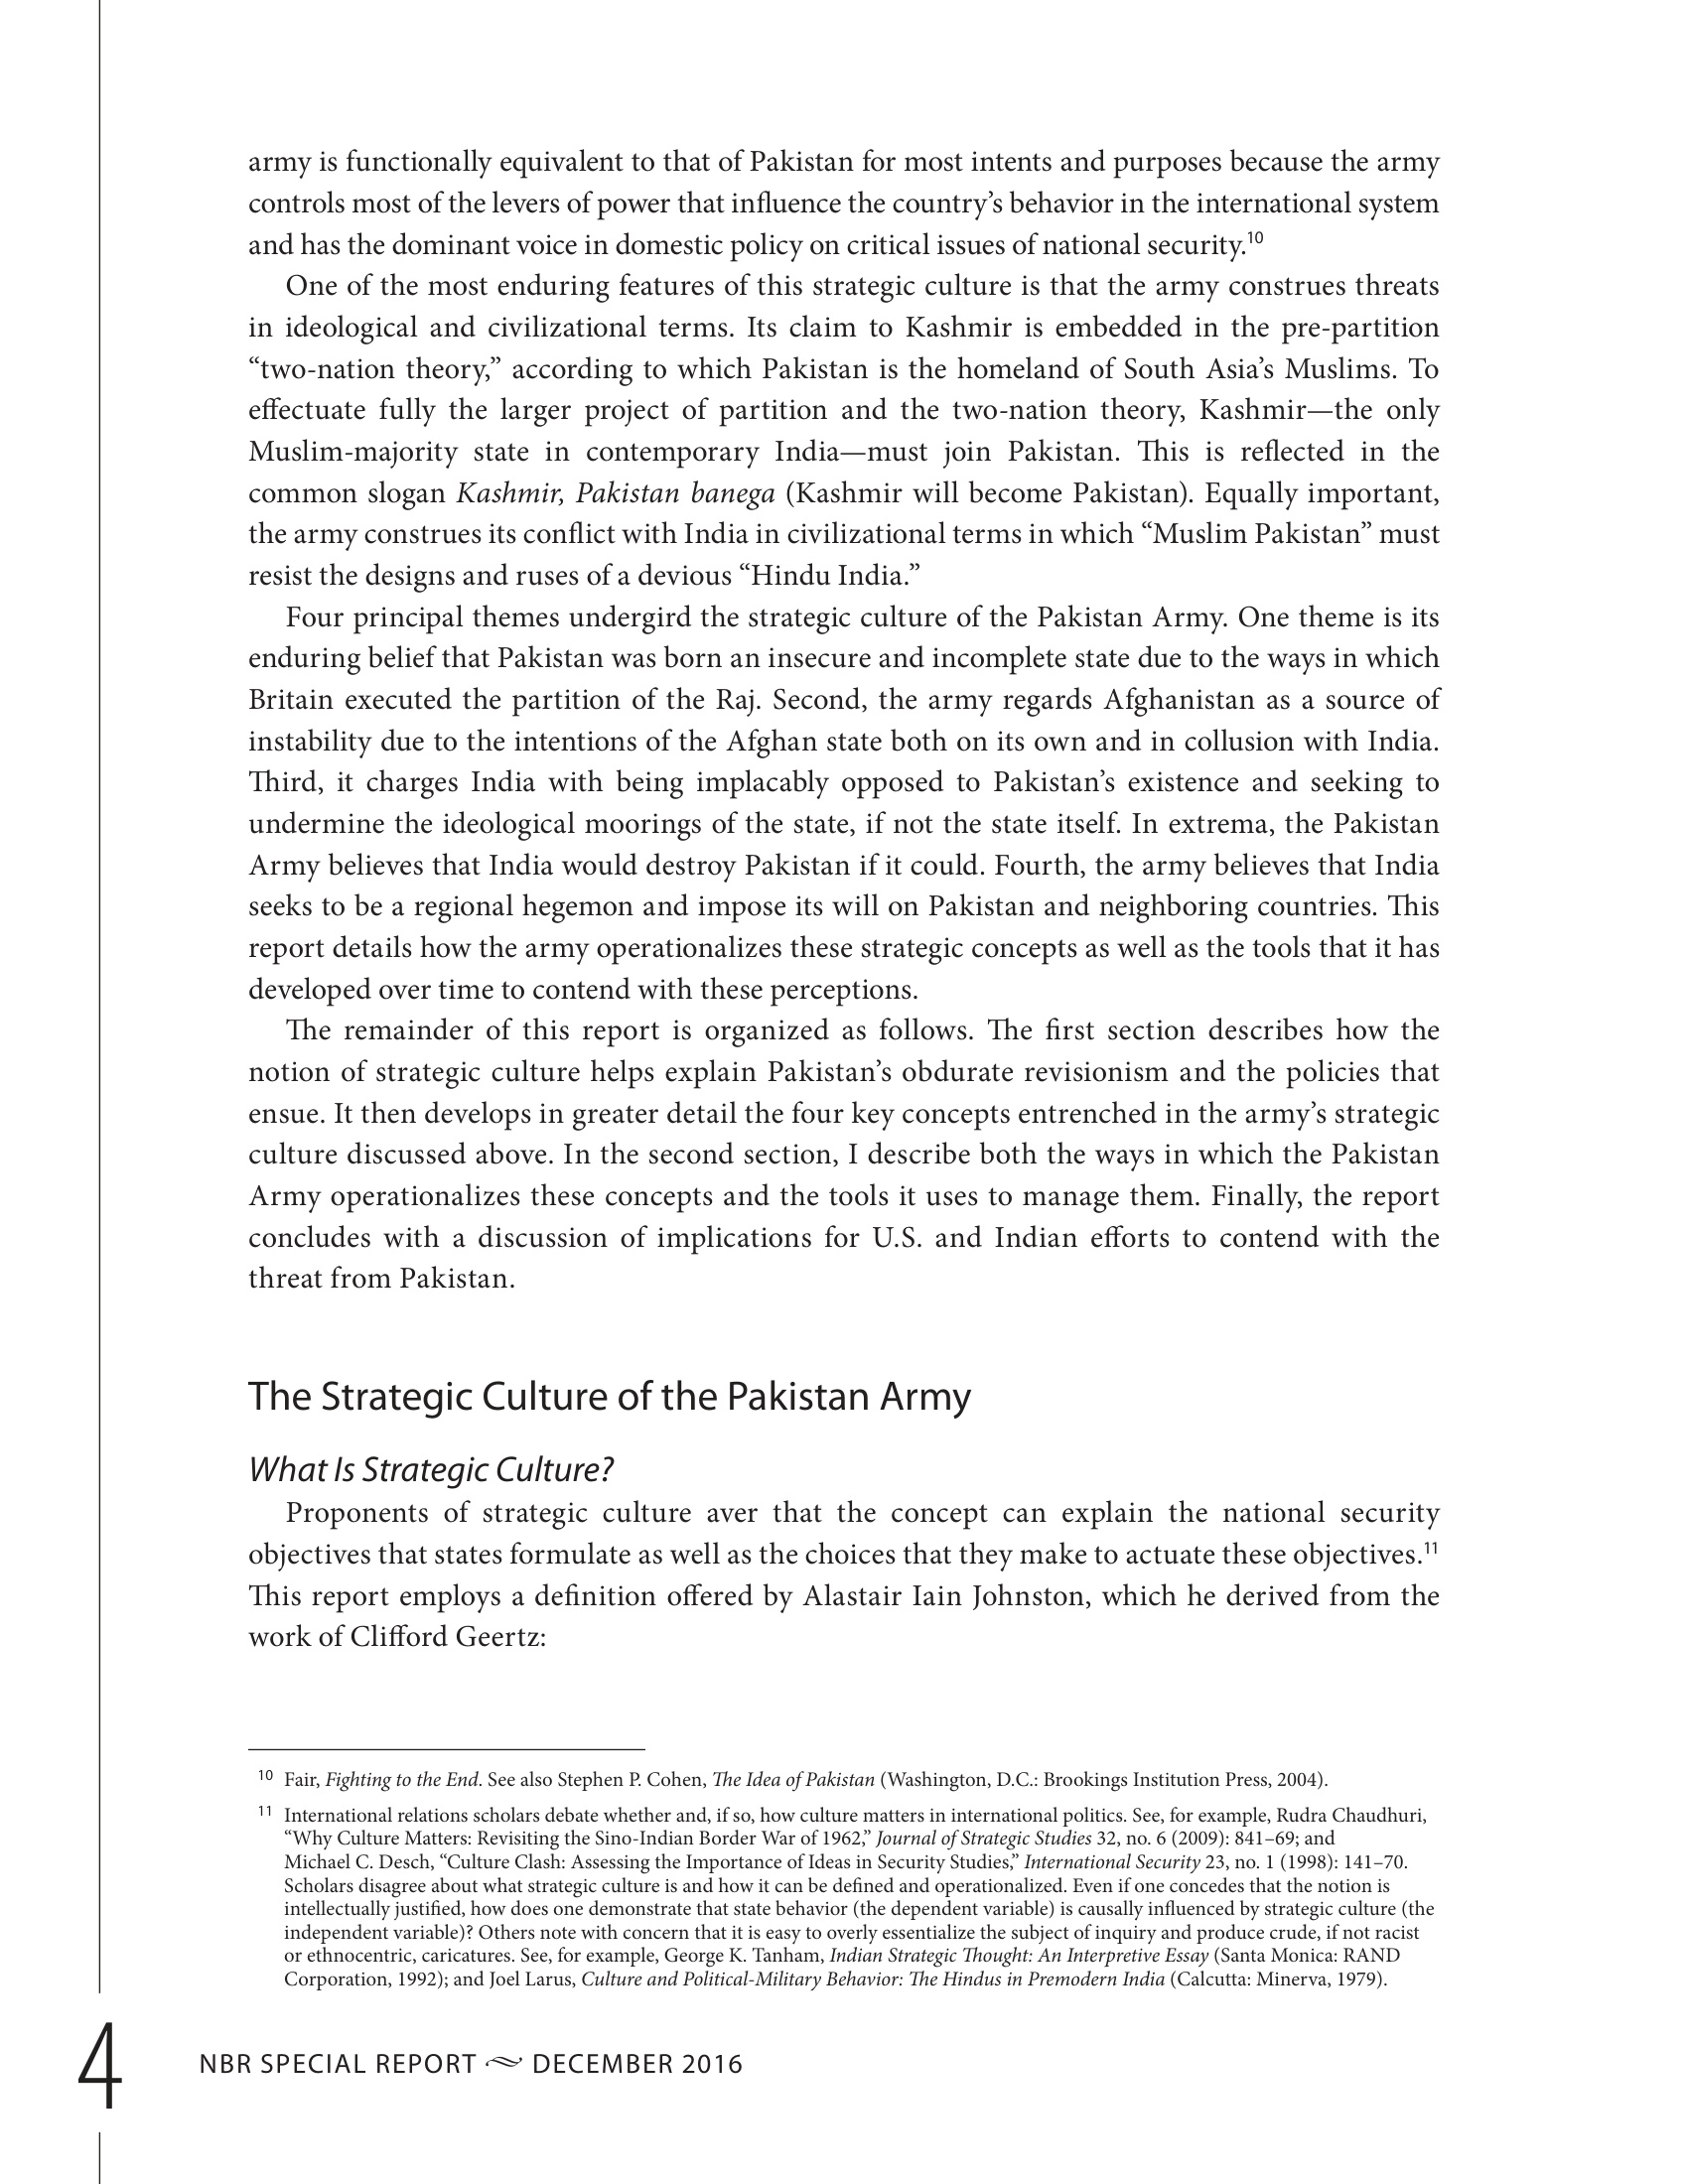 army is functionally equivalent to that of Pakistan for most intents and purposes because the army
controls most of the levers of power that influence the country’s behavior in the international system
and has the dominant voice in domestic policy on critical issues of national security.10
One of the most enduring features of this strategic culture is that the army construes threats
in ideological and civilizational terms. Its claim to Kashmir is embedded in the pre-partition
“two-nation theory,” according to which Pakistan is the homeland of South Asia’s Muslims. To
effectuate fully the larger project of partition and the two-nation theory, Kashmir—the only
Muslim-majority state in contemporary India—must join Pakistan. This is reflected in the
common slogan Kashmir, Pakistan banega (Kashmir will become Pakistan). Equally important,
the army construes its conflict with India in civilizational terms in which “Muslim Pakistan” must
resist the designs and ruses of a devious “Hindu India.”
Four principal themes undergird the strategic culture of the Pakistan Army. One theme is its
enduring belief that Pakistan was born an insecure and incomplete state due to the ways in which
Britain executed the partition of the Raj. Second, the army regards Afghanistan as a source of
instability due to the intentions of the Afghan state both on its own and in collusion with India.
Third, it charges India with being implacably opposed to Pakistan’s existence and seeking to
undermine the ideological moorings of the state, if not the state itself. In extrema, the Pakistan
Army believes that India would destroy Pakistan if it could. Fourth, the army believes that India
seeks to be a regional hegemon and impose its will on Pakistan and neighboring countries. This
report details how the army operationalizes these strategic concepts as well as the tools that it has
developed over time to contend with these perceptions.
The remainder of this report is organized as follows. The first section describes how the
notion of strategic culture helps explain Pakistan’s obdurate revisionism and the policies that
ensue. It then develops in greater detail the four key concepts entrenched in the army’s strategic
culture discussed above. In the second section, I describe both the ways in which the Pakistan
Army operationalizes these concepts and the tools it uses to manage them. Finally, the report
concludes with a discussion of implications for U.S. and Indian efforts to contend with the
threat from Pakistan.
The Strategic Culture of the Pakistan Army
What Is Strategic Culture?
Proponents of strategic culture aver that the concept can explain the national security
objectives that states formulate as well as the choices that they make to actuate these objectives.11
This report employs a definition offered by Alastair Iain Johnston, which he derived from the
work of Clifford Geertz:
10 Fair, Fighting to the End. See also Stephen P. Cohen, The Idea of Pakistan (Washington, D.C.: Brookings Institution Press, 2004).
11 International relations scholars debate whether and, if so, how culture matters in international politics. See, for example, Rudra Chaudhuri,
“Why Culture Matters: Revisiting the Sino-Indian Border War of 1962,” Journal of Strategic Studies 32, no. 6 (2009): 841–69; and
Michael C. Desch, “Culture Clash: Assessing the Importance of Ideas in Security Studies,” International Security 23, no. 1 (1998): 141–70.
Scholars disagree about what strategic culture is and how it can be defined and operationalized. Even if one concedes that the notion is
intellectually justified, how does one demonstrate that state behavior (the dependent variable) is causally influenced by strategic culture (the
independent variable)? Others note with concern that it is easy to overly essentialize the subject of inquiry and produce crude, if not racist
or ethnocentric, caricatures. See, for example, George K. Tanham, Indian Strategic Thought: An Interpretive Essay (Santa Monica: RAND
Corporation, 1992); and Joel Larus, Culture and Political-Military Behavior: The Hindus in Premodern India (Calcutta: Minerva, 1979).
4
NBR SPECIAL REPORT DECEMBER 2016